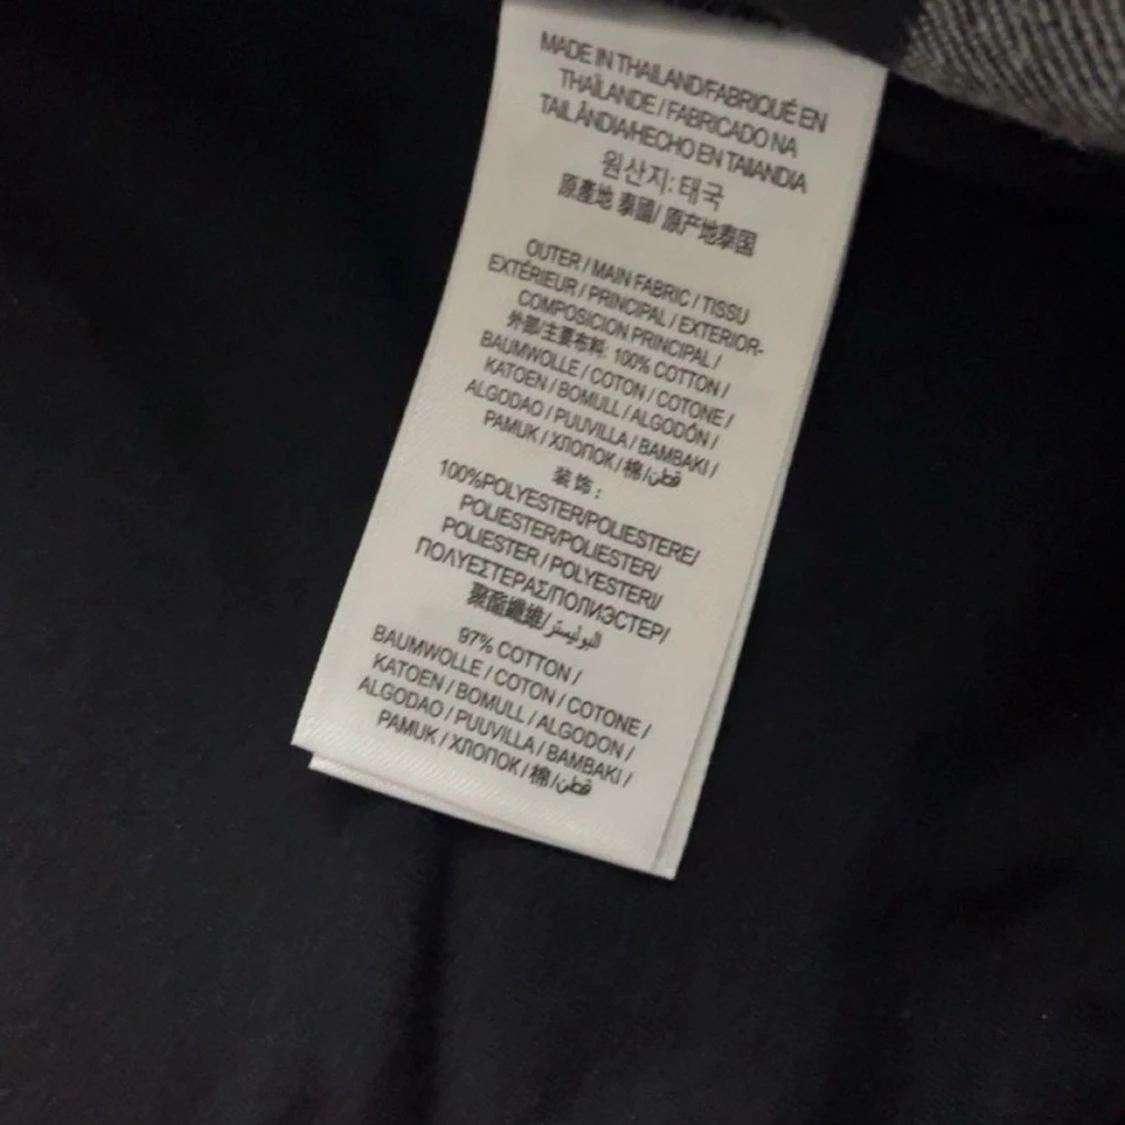 MADE IN THAILAND/FABRIQUÉ EN
THAÏLANDE / FABRICADO NA
TAILÂNDIA/HECHO EN TAIIANDIA
원산지: 태국
原產地 泰國/ 原产地泰国
OUTER / MAIN FABRIC / TISSU
EXTÉRIEUR / PRINCIPAL / EXTERIOR-
COMPOSICION PRINCIPAL /
外部/主要布料: 100% COTTON /
BAUMWOLLE / COTON / COTONE /
KATOEN / BOMULL / ALGODÓN /
ALGODAO / PUUVILLA / BAMBAKI /
PAMUK / ХЛОПОК / 棉/قطن
装 饰 :
100%POLYESTER/POLIESTERE/
POLIESTER/POLIESTER/
POLIESTER / POLYESTERI/
ΠΟΛΥΕΣΤΕΡΑΣ/ПОЛИЭСТЕР/
聚酯纖維/البوليستر
97% COTTON /
BAUMWOLLE / COTON / COTONE /
KATOEN / BOMULL / ALGODON /
ALGODAO / PUUVILLA / BAMBAKI /
PAMUK / ХЛОПОК / 棉/قطن